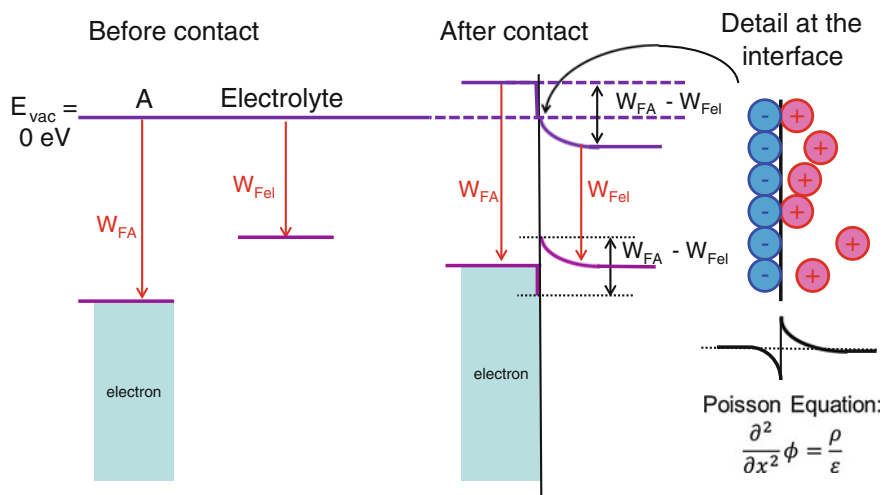 Before contact
After contact
Detail at the
interface
E_vac =
0 eV
A
Electrolyte
W_FA
W_Fel
electron
W_FA
W_Fel
W_FA - W_Fel
W_FA - W_Fel
electron
-
-
-
-
-
-
+
+
+
+
+
+
Poisson Equation:
∂²/∂x² ϕ = ρ/ε